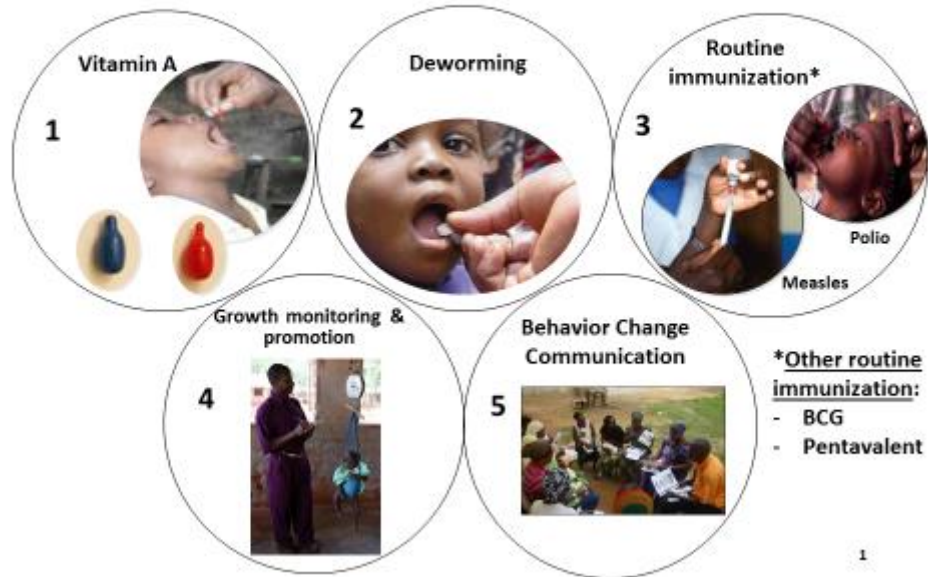 Vitamin A
1
Deworming
2
Routine
immunization*
3
Polio
Measles
Growth monitoring &
promotion
4
Behavior Change
Communication
5
*Other routine
immunization:
- BCG
- Pentavalent
1